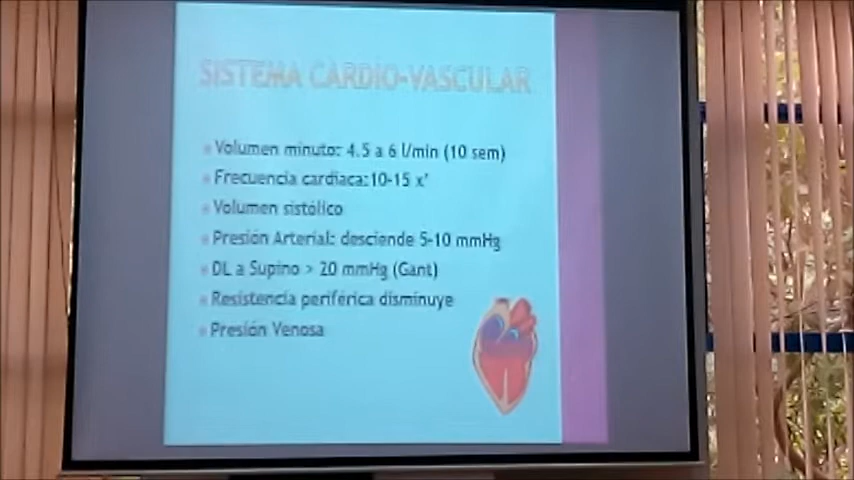 SISTEMA CARDIO-VASCULAR
Volumen minuto: 4.5 a 6 l/min (10 sem)
Frecuencia cardiaca:10-15 x'
Volumen sistólico
Presión Arterial: desciende 5-10 mmHg
DL a Supino > 20 mmHg (Gant)
Resistencia periférica disminuye
Presión Venosa